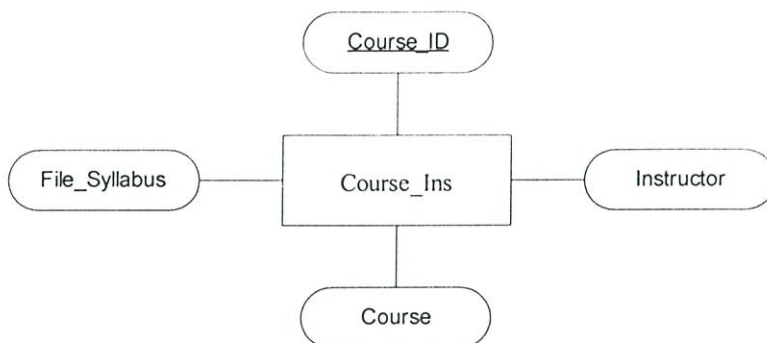 Course_ID
File_Syllabus
Course_Ins
Instructor
Course